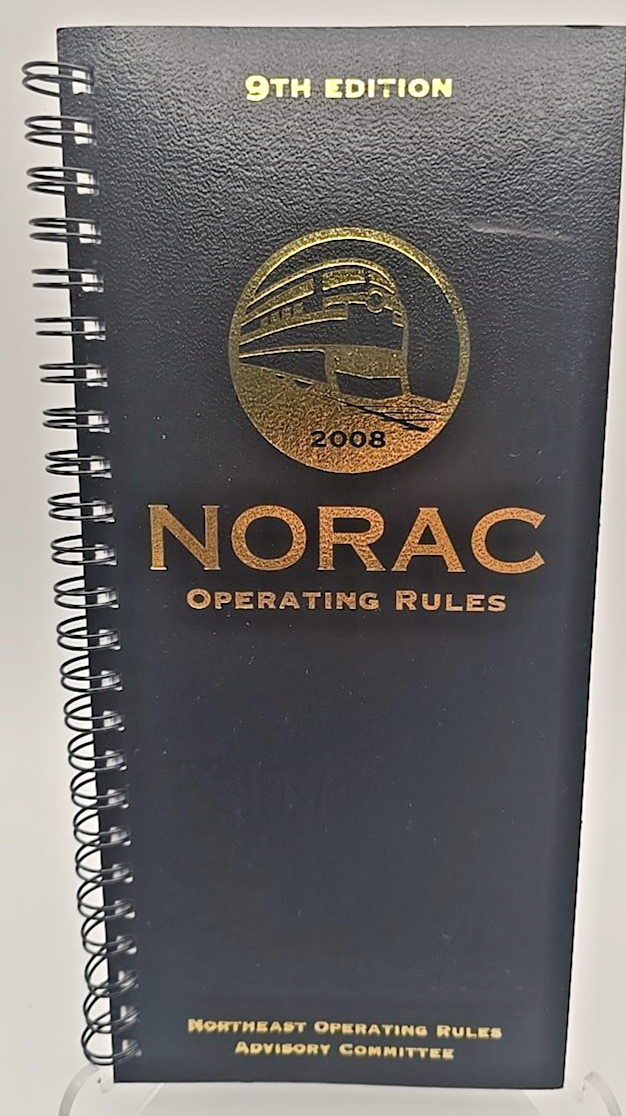 9TH EDITION
2008
NORAC
OPERATING RULES
NORTHEAST OPERATING RULES
ADVISORY COMMITTEE